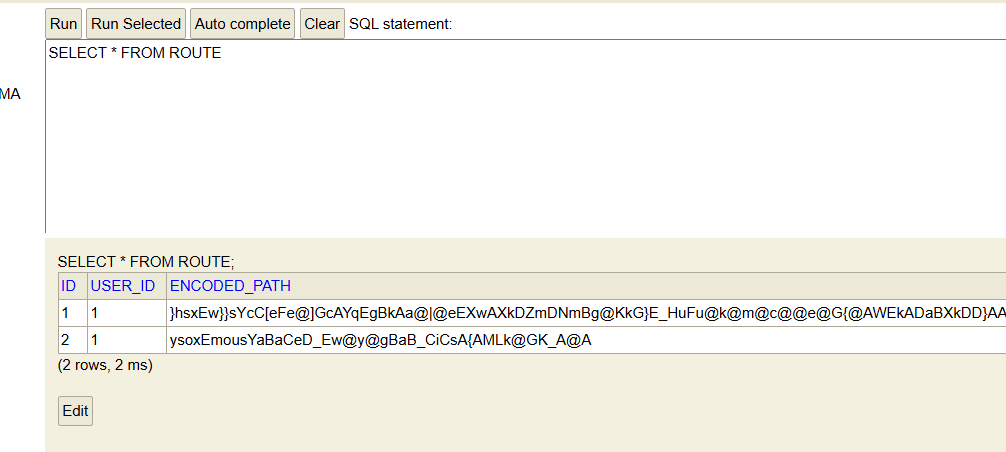 Run Run Selected Auto complete Clear SQL statement:
SELECT * FROM ROUTE
MA
SELECT * FROM ROUTE;
ID USER_ID ENCODED_PATH
1 1 }hsxEw}}sYcC[eFe@]GcAYqEgBkAa@|@eEXwAXkDZmDNmBg@KkG}E_HuFu@k@m@c@@e@G{@AWEkADaBXkDD}AA
2 1 ysoxEmousYaBaCeD_Ew@y@gBaB_CiCsA{AMLk@GK_A@A
(2 rows, 2 ms)
Edit